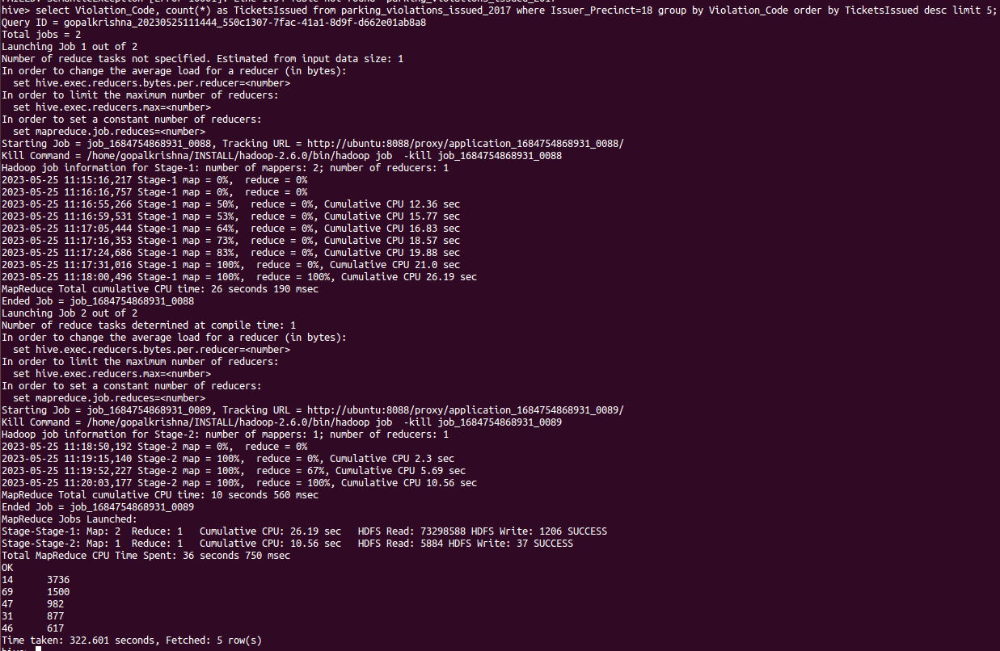 hive> select Violation_Code, count(*) as TicketsIssued from parking_violations_issued_2017 where Issuer_Precinct=18 group by Violation_Code order by TicketsIssued desc limit 5;
Query ID = gopalkrishna_20230525111444_550c1307-7fac-41a1-8d9f-d662e01ab8a8
Total jobs = 2
Launching Job 1 out of 2
Number of reduce tasks not specified. Estimated from input data size: 1
In order to change the average load for a reducer (in bytes):
  set hive.exec.reducers.bytes.per.reducer=<number>
In order to limit the maximum number of reducers:
  set hive.exec.reducers.max=<number>
In order to set a constant number of reducers:
  set mapreduce.job.reduces=<number>
Starting Job = job_1684754868931_0088, Tracking URL = http://ubuntu:8088/proxy/application_1684754868931_0088/
Kill Command = /home/gopalkrishna/INSTALL/hadoop-2.6.0/bin/hadoop job  -kill job_1684754868931_0088
Hadoop job information for Stage-1: number of mappers: 2; number of reducers: 1
2023-05-25 11:15:16,217 Stage-1 map = 0%,  reduce = 0%
2023-05-25 11:16:16,757 Stage-1 map = 0%,  reduce = 0%
2023-05-25 11:16:55,266 Stage-1 map = 50%,  reduce = 0%, Cumulative CPU 12.36 sec
2023-05-25 11:16:59,531 Stage-1 map = 53%,  reduce = 0%, Cumulative CPU 15.77 sec
2023-05-25 11:17:05,444 Stage-1 map = 64%,  reduce = 0%, Cumulative CPU 16.83 sec
2023-05-25 11:17:16,353 Stage-1 map = 73%,  reduce = 0%, Cumulative CPU 18.57 sec
2023-05-25 11:17:24,686 Stage-1 map = 83%,  reduce = 0%, Cumulative CPU 19.88 sec
2023-05-25 11:17:31,016 Stage-1 map = 100%,  reduce = 0%, Cumulative CPU 21.0 sec
2023-05-25 11:18:00,496 Stage-1 map = 100%,  reduce = 100%, Cumulative CPU 26.19 sec
MapReduce Total cumulative CPU time: 26 seconds 190 msec
Ended Job = job_1684754868931_0088
Launching Job 2 out of 2
Number of reduce tasks determined at compile time: 1
In order to change the average load for a reducer (in bytes):
  set hive.exec.reducers.bytes.per.reducer=<number>
In order to limit the maximum number of reducers:
  set hive.exec.reducers.max=<number>
In order to set a constant number of reducers:
  set mapreduce.job.reduces=<number>
Starting Job = job_1684754868931_0089, Tracking URL = http://ubuntu:8088/proxy/application_1684754868931_0089/
Kill Command = /home/gopalkrishna/INSTALL/hadoop-2.6.0/bin/hadoop job  -kill job_1684754868931_0089
Hadoop job information for Stage-2: number of mappers: 1; number of reducers: 1
2023-05-25 11:18:50,192 Stage-2 map = 0%,  reduce = 0%
2023-05-25 11:19:15,140 Stage-2 map = 100%,  reduce = 0%, Cumulative CPU 2.3 sec
2023-05-25 11:19:52,227 Stage-2 map = 100%,  reduce = 67%, Cumulative CPU 5.69 sec
2023-05-25 11:20:03,177 Stage-2 map = 100%,  reduce = 100%, Cumulative CPU 10.56 sec
MapReduce Total cumulative CPU time: 10 seconds 560 msec
Ended Job = job_1684754868931_0089
MapReduce Jobs Launched:
Stage-Stage-1: Map: 2  Reduce: 1   Cumulative CPU: 26.19 sec   HDFS Read: 73298588 HDFS Write: 1206 SUCCESS
Stage-Stage-2: Map: 1  Reduce: 1   Cumulative CPU: 10.56 sec   HDFS Read: 5884 HDFS Write: 37 SUCCESS
Total MapReduce CPU Time Spent: 36 seconds 750 msec
OK
14      3736
69      1500
47      982
31      877
46      617
Time taken: 322.601 seconds, Fetched: 5 row(s)